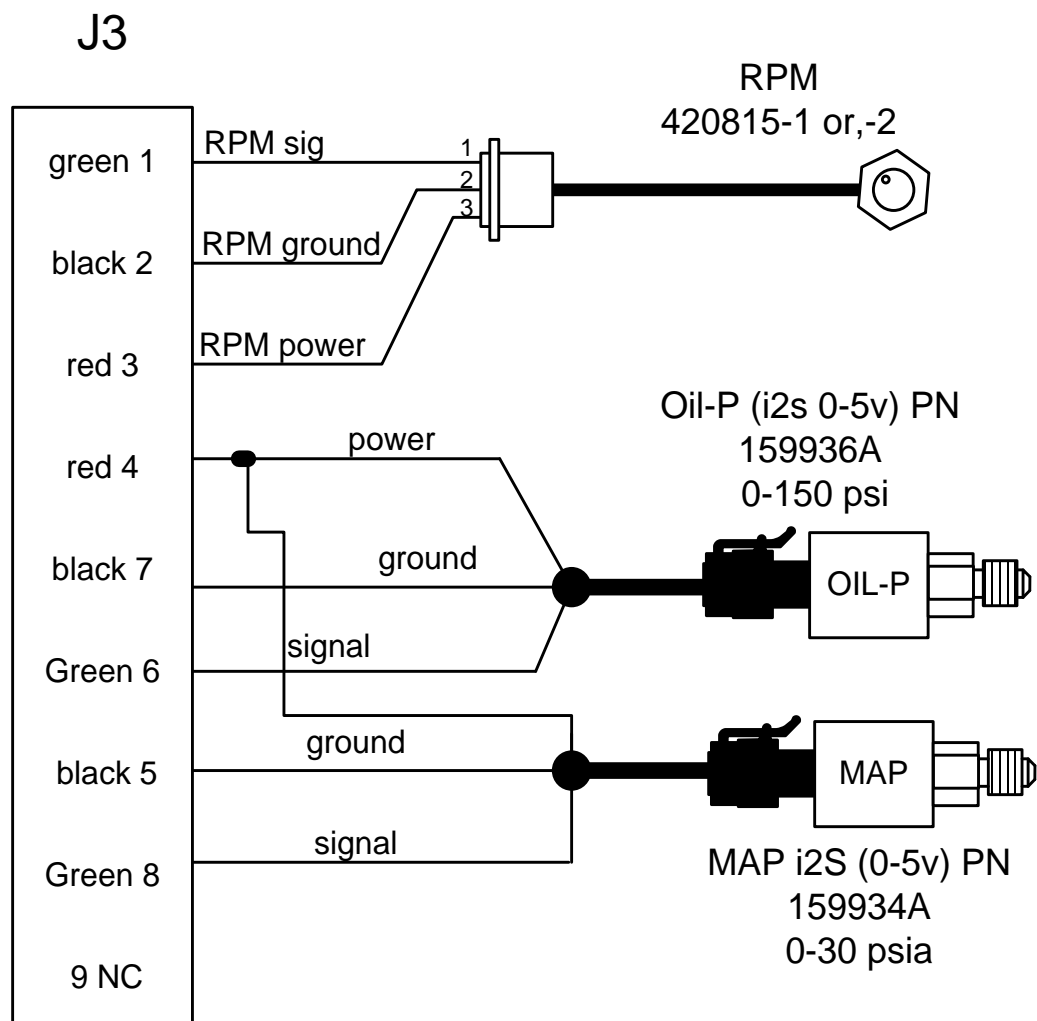 J3
RPM
420815-1 or,-2
green 1
RPM sig
1
2
3
black 2
RPM ground
red 3
RPM power
Oil-P (i2s 0-5v) PN
159936A
0-150 psi
red 4
power
black 7
ground
OIL-P
Green 6
signal
black 5
ground
MAP
Green 8
signal
MAP i2S (0-5v) PN
159934A
0-30 psia
9 NC